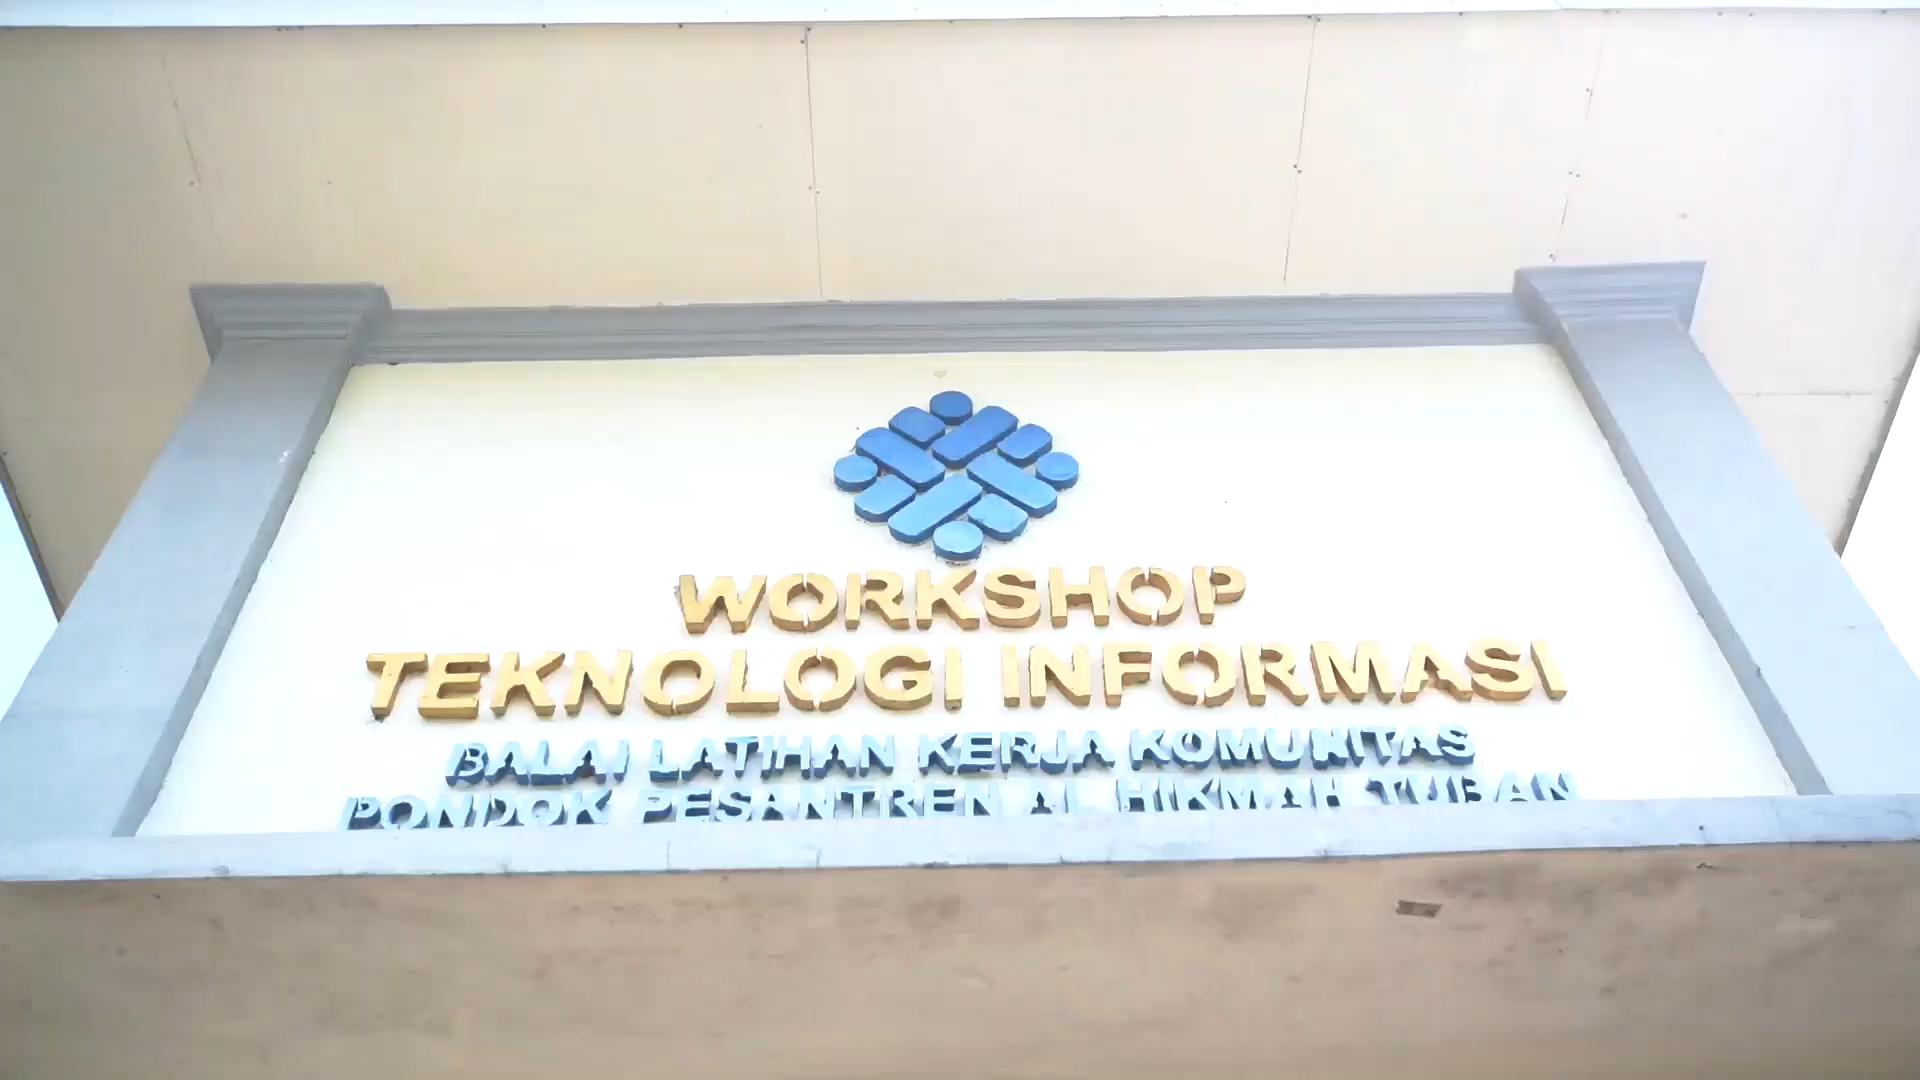 WORKSHOP
TEKNOLOGI INFORMASI
BALAI LATIHAN KERJA KOMUNITAS
PONDOK PESANTREN AL HIKMAH TUBAN